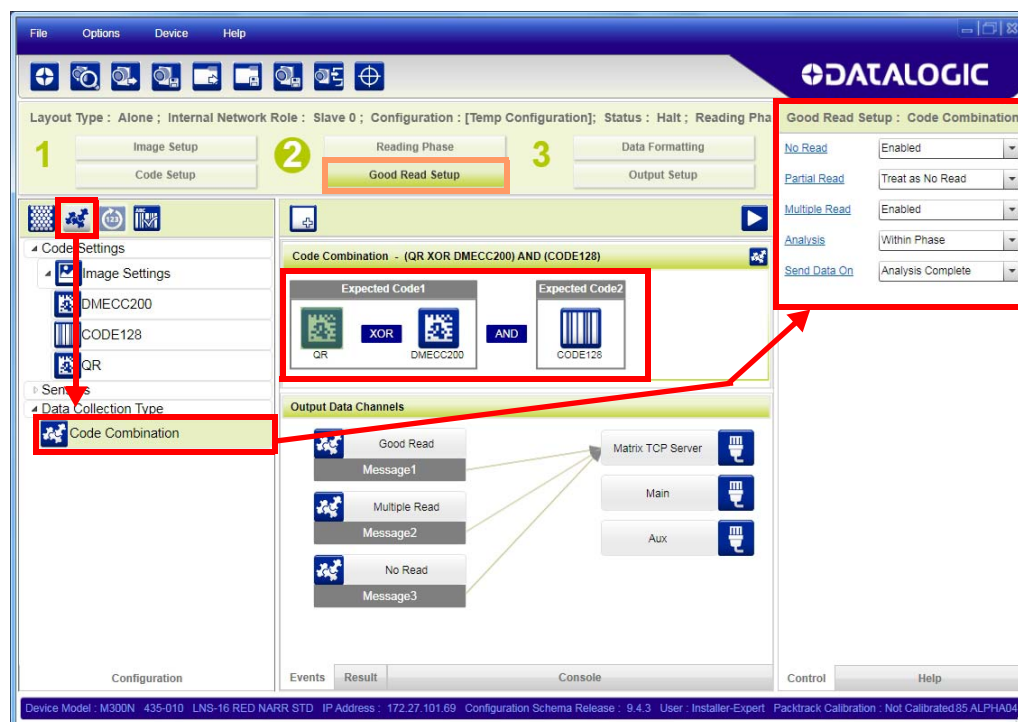 File Options Device Help
DATALOGIC
Layout Type : Alone ; Internal Network Role : Slave 0 ; Configuration : [Temp Configuration]; Status : Halt ; Reading Pha
1 Image Setup Code Setup
2 Reading Phase Good Read Setup
3 Data Formatting Output Setup
Code Settings
Image Settings
DMECC200
CODE128
QR
Data Collection Type
Code Combination
Configuration
Code Combination - (QR XOR DMECC200) AND (CODE128)
Expected Code1 Expected Code2
XOR AND
QR DMECC200 CODE128
Output Data Channels
Good Read
Message1
Multiple Read
Message2
No Read
Message3
Matrix TCP Server
Main
Aux
Events Result Console
Good Read Setup : Code Combination
No Read Enabled
Partial Read Treat as No Read
Multiple Read Enabled
Analysis Within Phase
Send Data On Analysis Complete
Control Help
Device Model : M300N 435-010 LNS-16 RED NARR STD IP Address : 172.27.101.69 Configuration Schema Release : 9.4.3 User : Installer-Expert Packtrack Calibration : Not Calibrated 85 ALPHA04